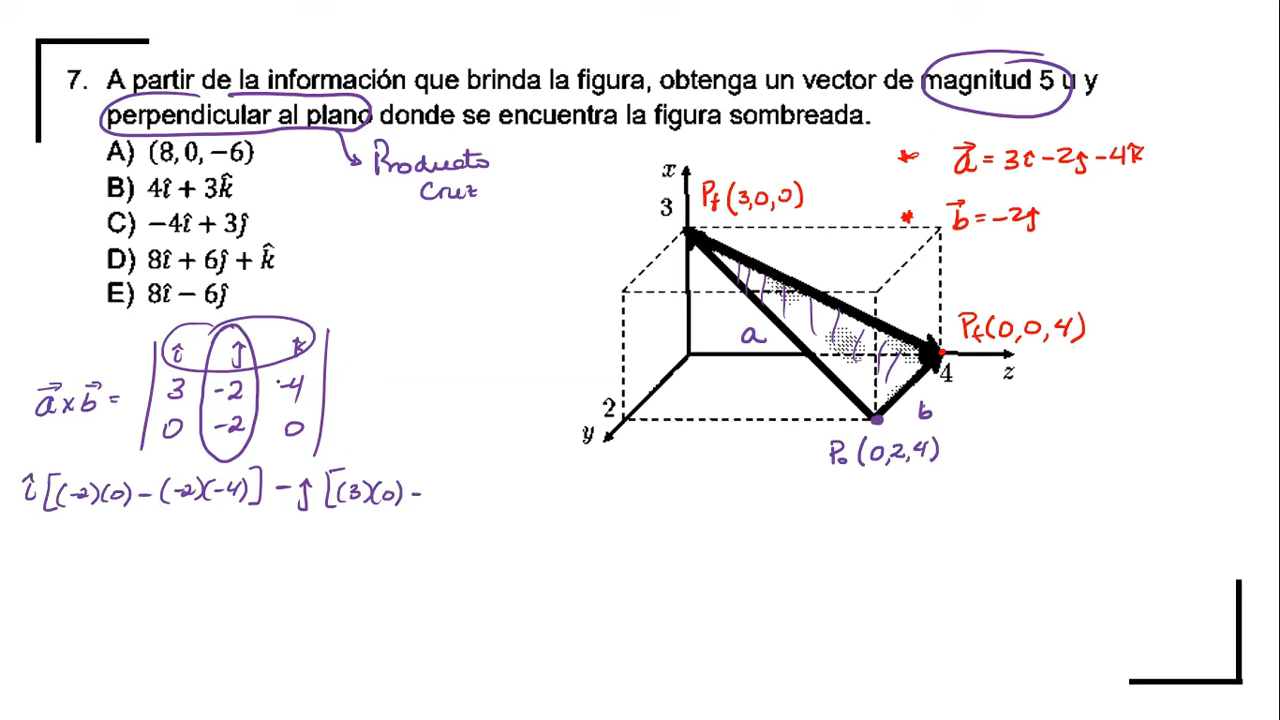 7. A partir de la información que brinda la figura, obtenga un vector de magnitud 5 u y
perpendicular al plano donde se encuentra la figura sombreada.
A) (8, 0, −6)
B) 4î + 3k̂
C) −4î + 3ĵ
D) 8î + 6ĵ + k̂
E) 8î − 6ĵ
Producto
Cruz
* a⃗ = 3î − 2ĵ − 4k̂
* b⃗ = −2ĵ
x
3
Pf (3,0,0)
a
Pf (0,0,4)
4
z
2
y
b
P₀ (0,2,4)
î ĵ k̂
a⃗ x b⃗ = 3 -2 -4
0 -2 0
î [(-2)(0) − (-2)(-4)] − ĵ [(3)(0) −